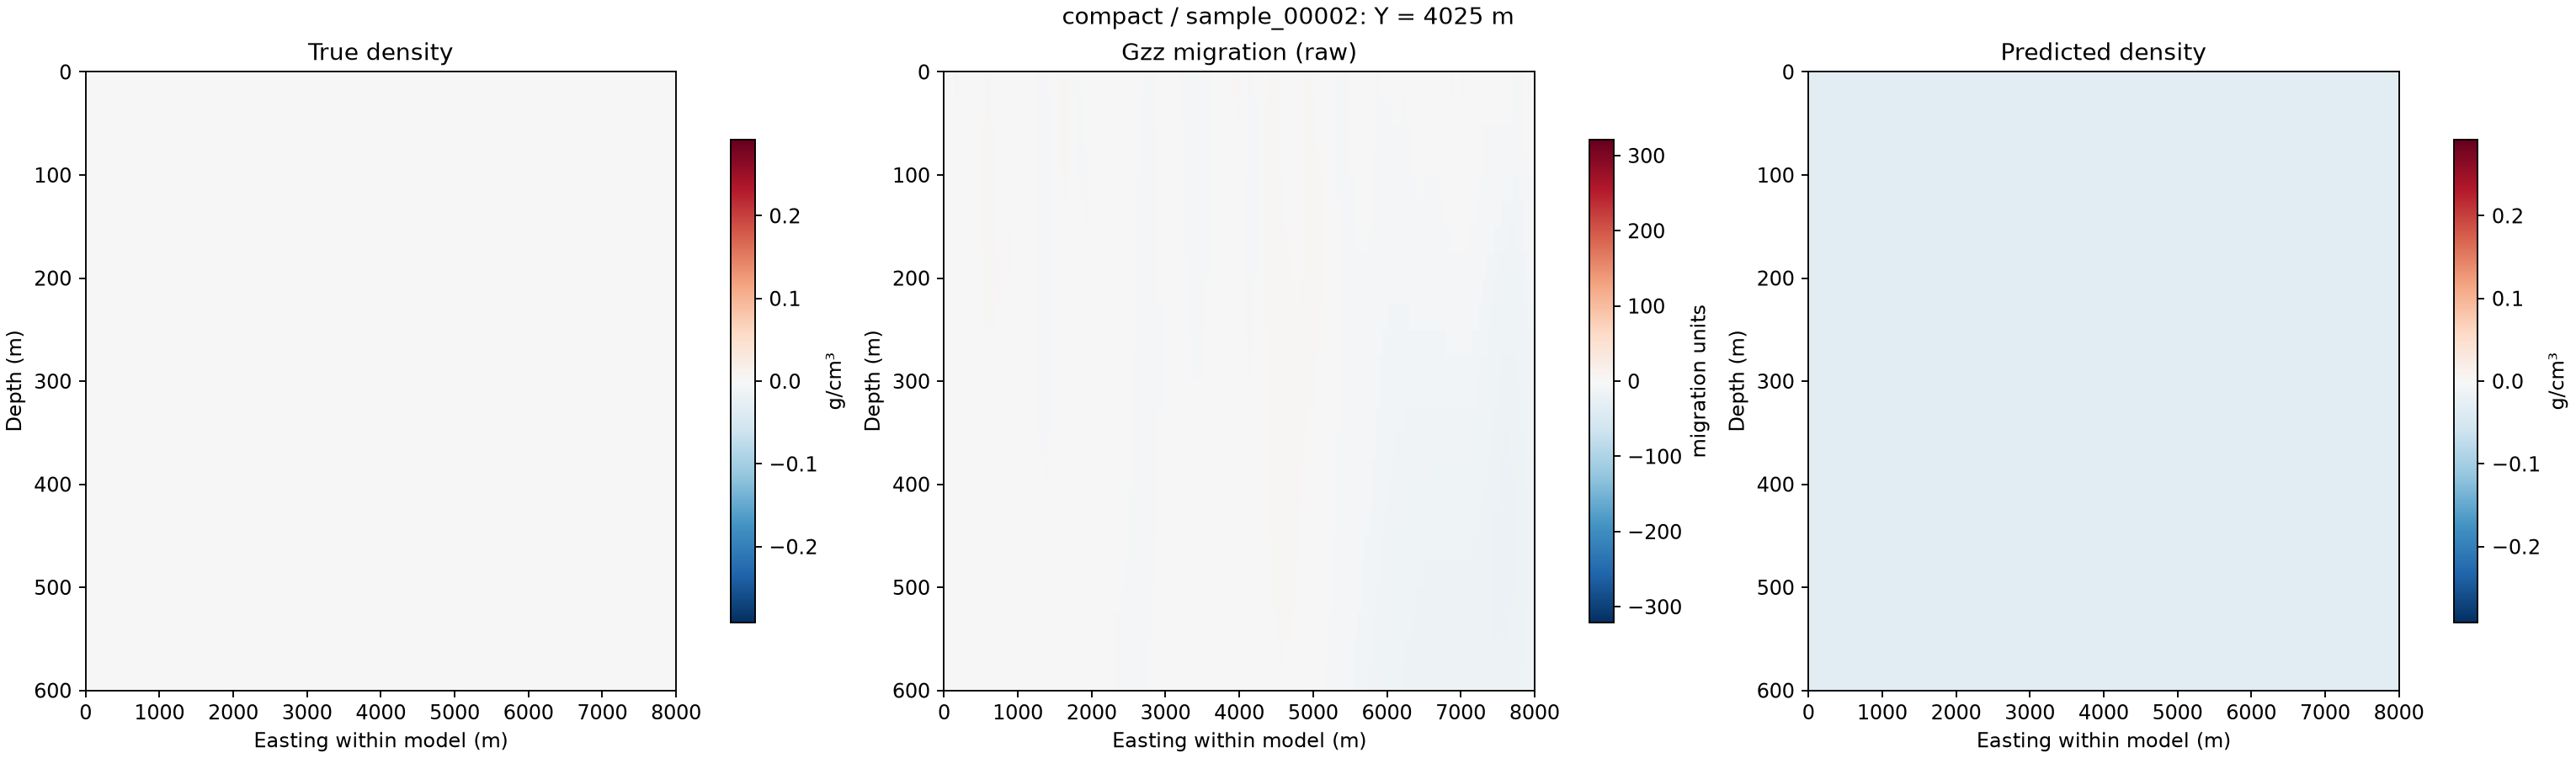 compact / sample_00002: Y = 4025 m
True density
0
100
200
300
400
500
600
Depth (m)
0 1000 2000 3000 4000 5000 6000 7000 8000
Easting within model (m)
0.2
0.1
0.0
−0.1
−0.2
g/cm³
Gzz migration (raw)
0
100
200
300
400
500
600
Depth (m)
0 1000 2000 3000 4000 5000 6000 7000 8000
Easting within model (m)
300
200
100
0
−100
−200
−300
migration units
Predicted density
0
100
200
300
400
500
600
Depth (m)
0 1000 2000 3000 4000 5000 6000 7000 8000
Easting within model (m)
0.2
0.1
0.0
−0.1
−0.2
g/cm³